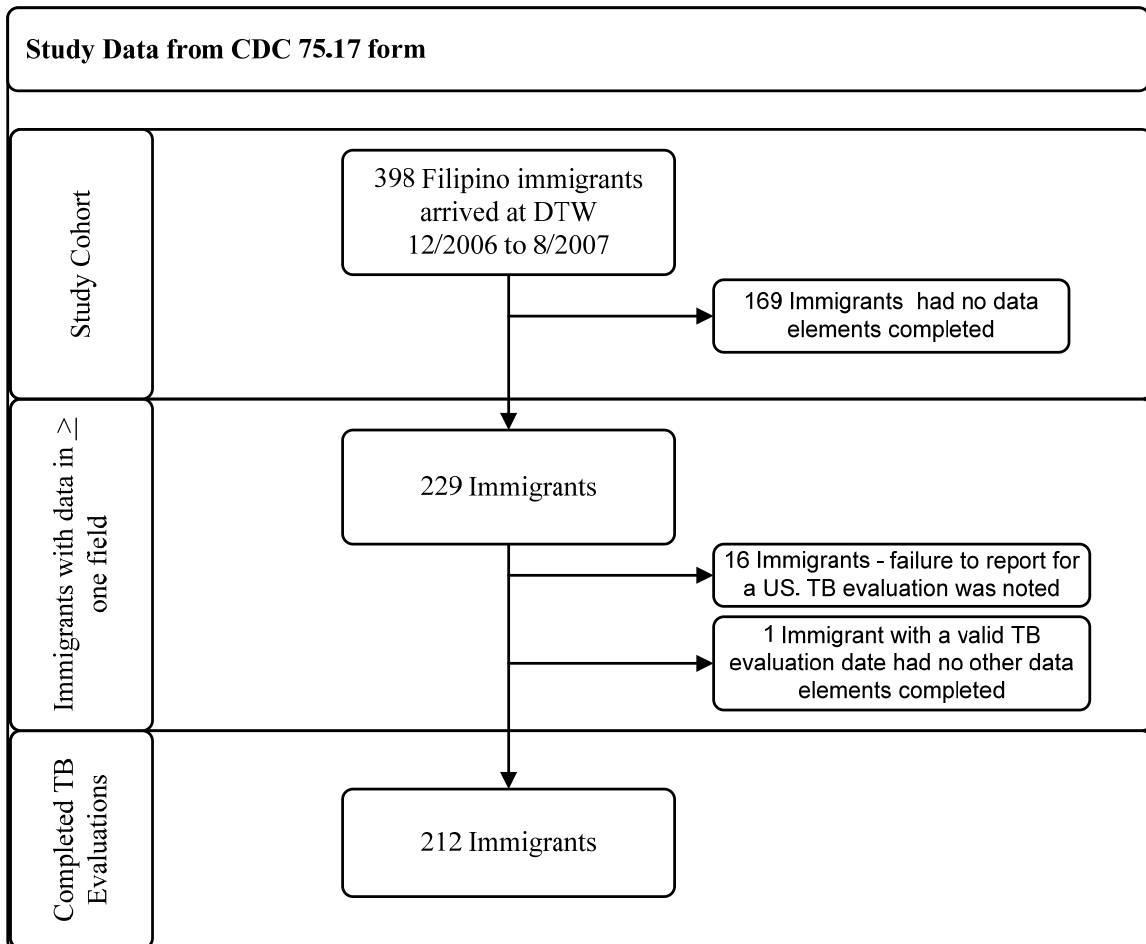 Study Data from CDC 75.17 form
Study Cohort
398 Filipino immigrants
arrived at DTW
12/2006 to 8/2007
169 Immigrants had no data
elements completed
Immigrants with data in ≥
one field
229 Immigrants
16 Immigrants - failure to report for
a US. TB evaluation was noted
1 Immigrant with a valid TB
evaluation date had no other data
elements completed
Completed TB
Evaluations
212 Immigrants